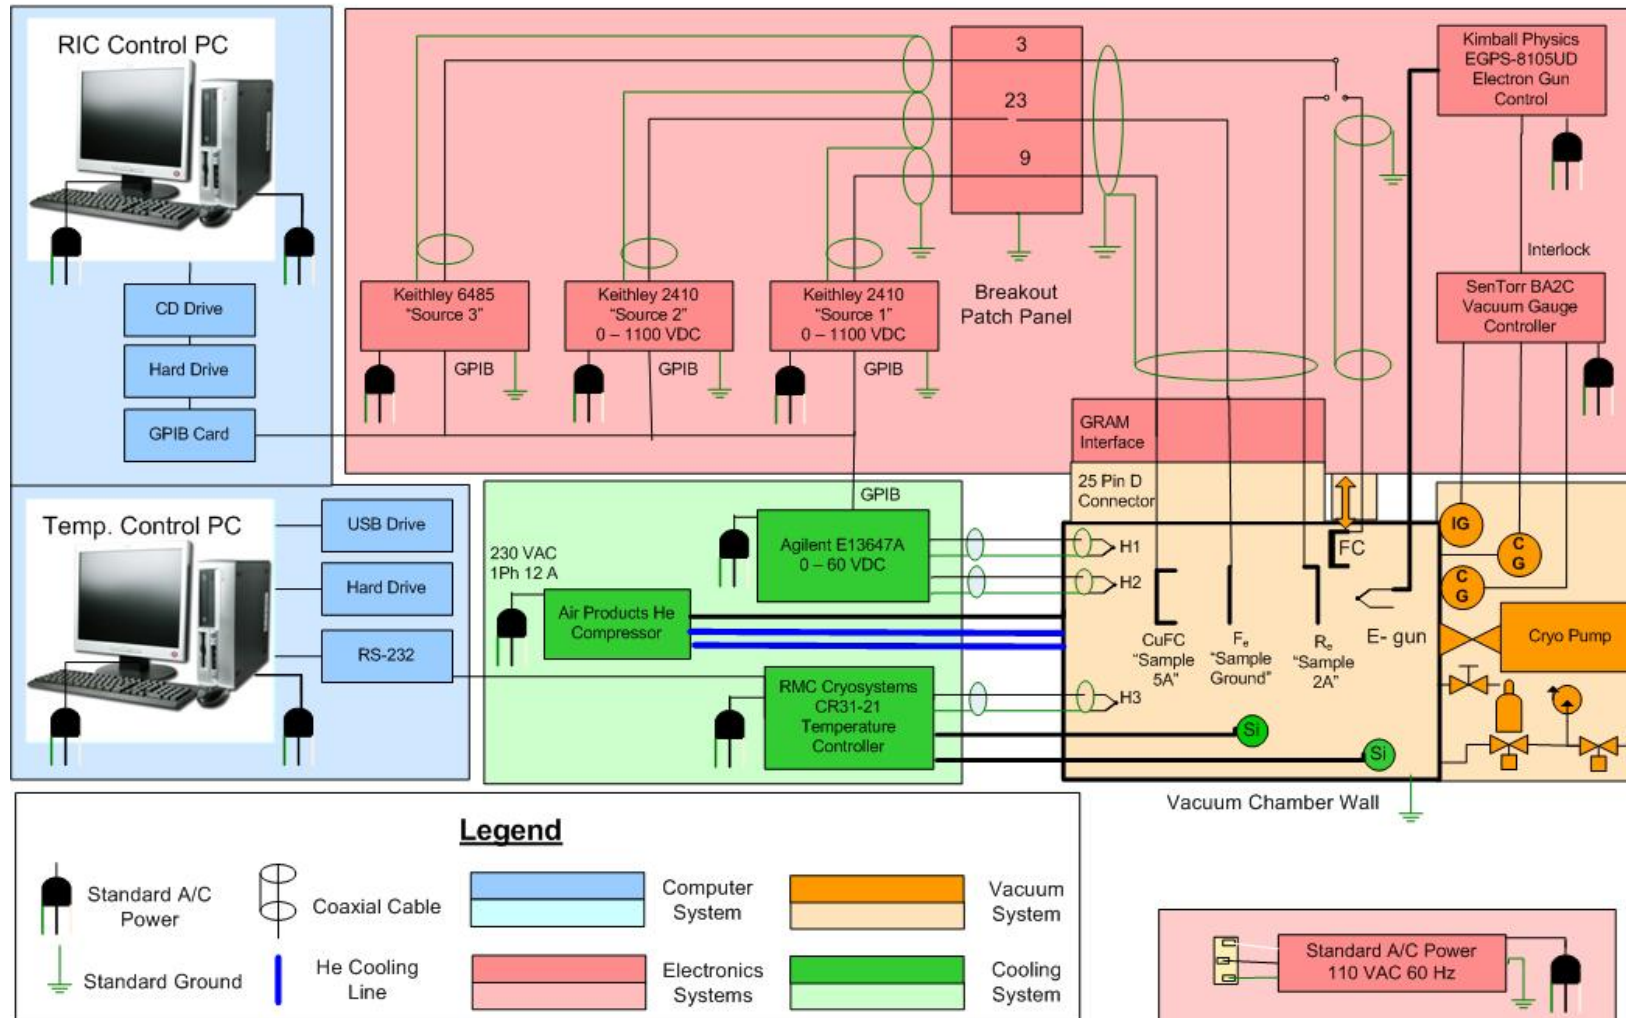 RIC Control PC
CD Drive
Hard Drive
GPIB Card
Temp. Control PC
USB Drive
Hard Drive
RS-232
3
23
9
Breakout
Patch Panel
Keithley 6485
“Source 3”
GPIB
Keithley 2410
“Source 2”
0 – 1100 VDC
GPIB
Keithley 2410
“Source 1”
0 – 1100 VDC
GPIB
Kimball Physics
EGPS-8105UD
Electron Gun
Control
Interlock
SenTorr BA2C
Vacuum Gauge
Controller
GRAM
Interface
25 Pin D
Connector
GPIB
Agilent E13647A
0 – 60 VDC
230 VAC
1Ph 12 A
Air Products He
Compressor
RMC Cryosystems
CR31-21
Temperature
Controller
H1
H2
H3
FC
CuFC
“Sample
5A”
Fe
“Sample
Ground”
Re
“Sample
2A”
E- gun
Si
Si
IG
C
G
C
G
Cryo Pump
Vacuum Chamber Wall
Legend
Standard A/C
Power
Coaxial Cable
Computer
System
Vacuum
System
Standard Ground
He Cooling
Line
Electronics
Systems
Cooling
System
Standard A/C Power
110 VAC 60 Hz